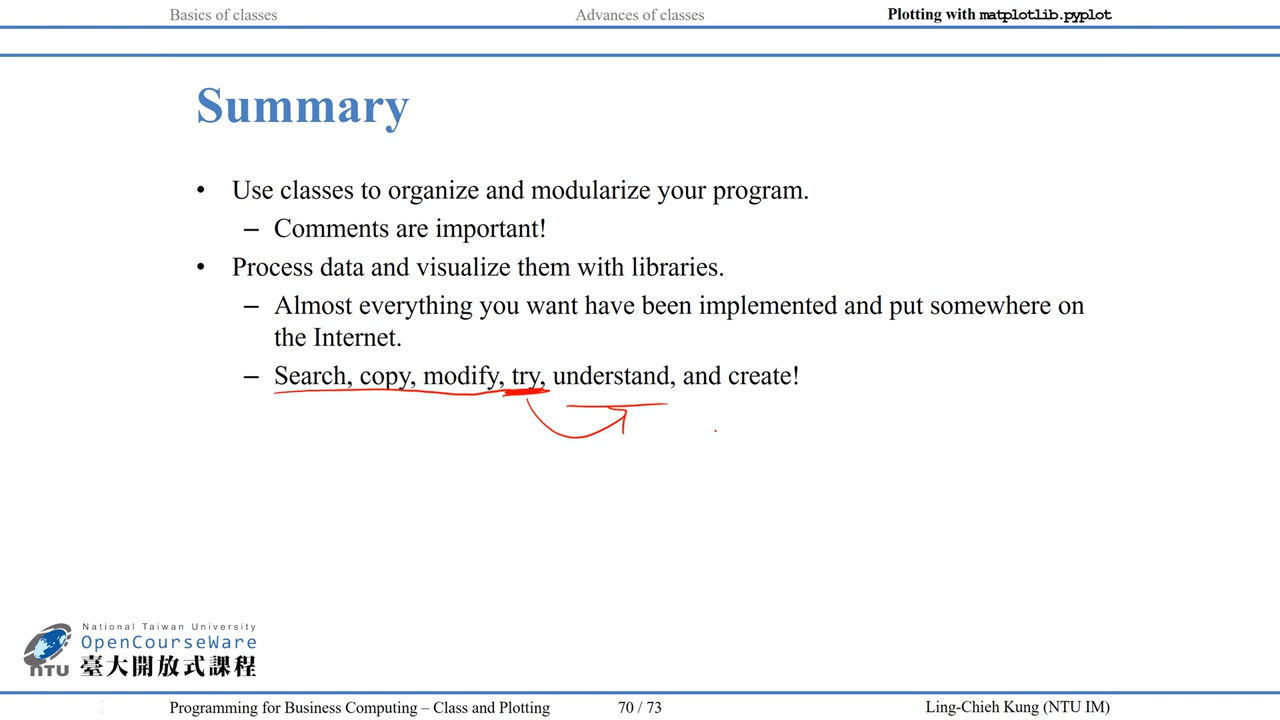 Basics of classes
Advances of classes
Plotting with matplotlib.pyplot
Summary
• Use classes to organize and modularize your program.
– Comments are important!
• Process data and visualize them with libraries.
– Almost everything you want have been implemented and put somewhere on
the Internet.
– Search, copy, modify, try, understand, and create!
National Taiwan University
OpenCourseWare
NTU 臺大開放式課程
Programming for Business Computing – Class and Plotting
70 / 73
Ling-Chieh Kung (NTU IM)